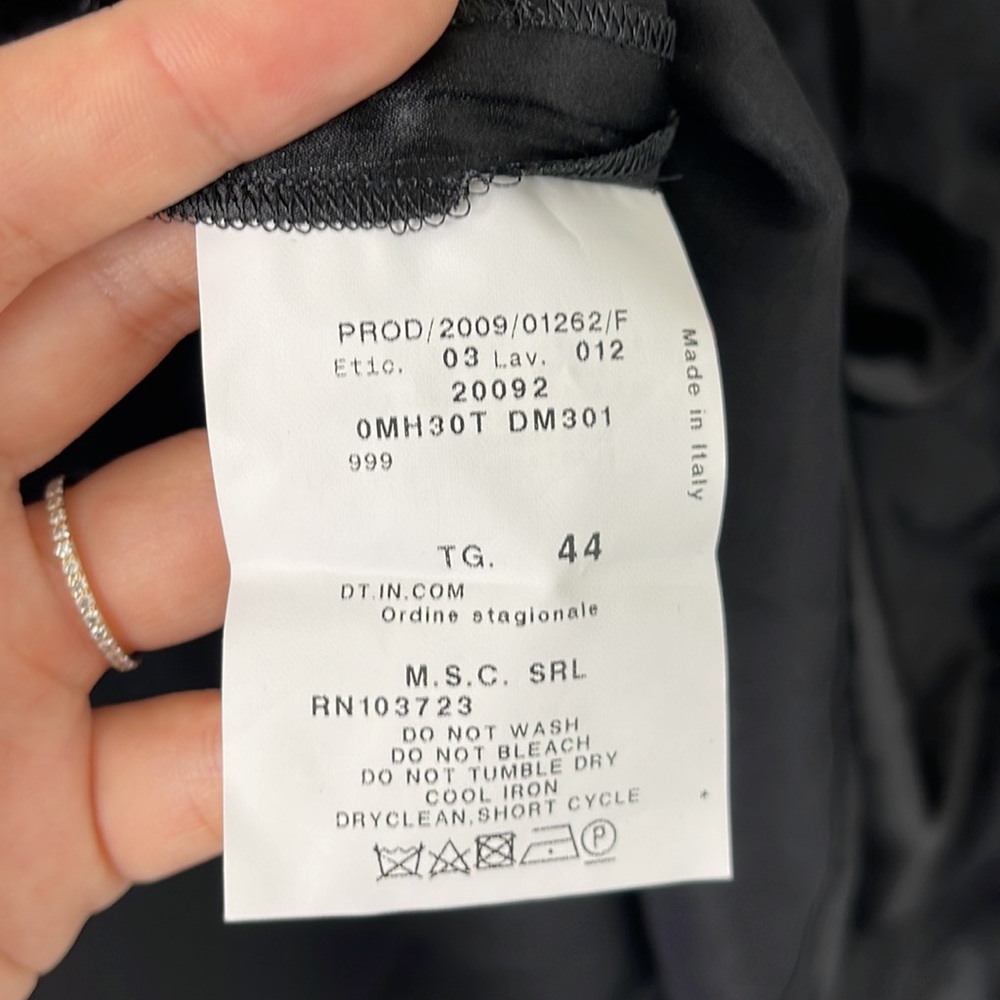 PROD/2009/01262/F
Etic. 03 Lav. 012
20092
0MH30T DM301
999
Made in Italy
TG. 44
DT.IN.COM
Ordine stagionale
M.S.C. SRL
RN103723
DO NOT WASH
DO NOT BLEACH
DO NOT TUMBLE DRY
COOL IRON
DRYCLEAN,SHORT CYCLE
*
P